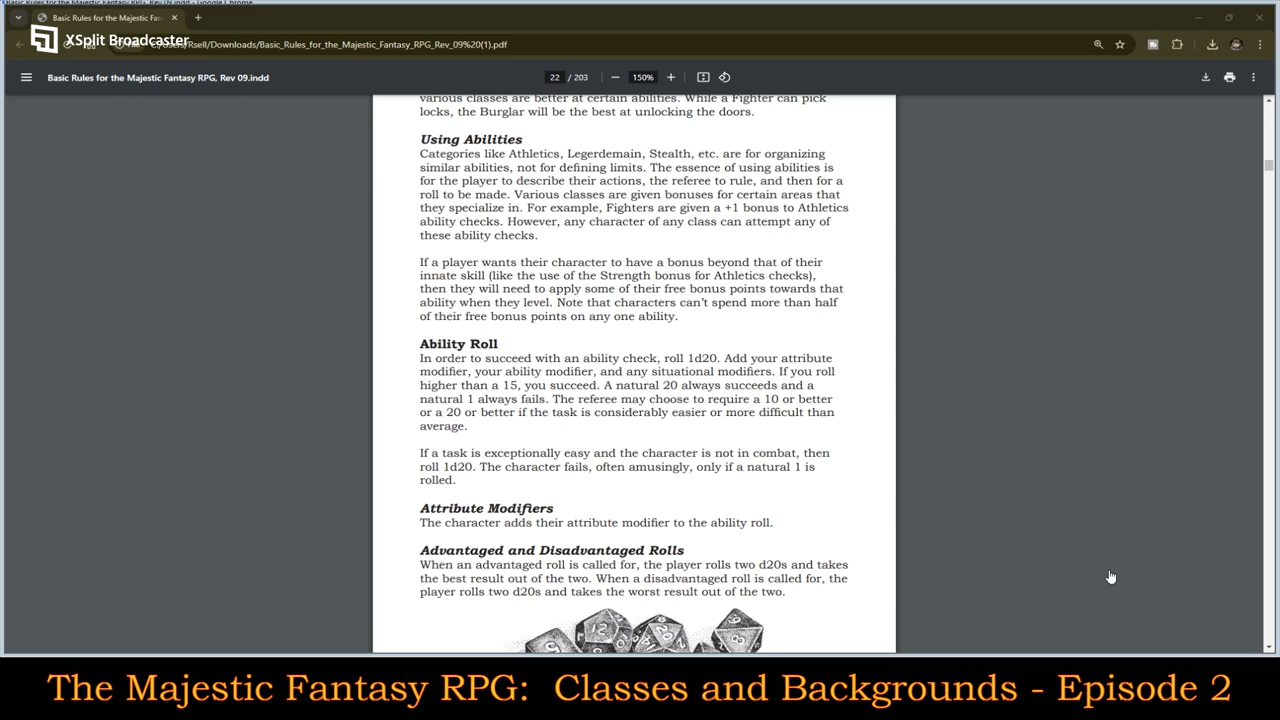 Basic Rules for the Majestic Fan
XSplit Broadcaster
Rsell/Downloads/Basic_Rules_for_the_Majestic_Fantasy_RPG_Rev_09%20(1).pdf
Basic Rules for the Majestic Fantasy RPG, Rev 09.indd
22 / 203
150%
various classes are better at certain abilities. While a Fighter can pick
locks, the Burglar will be the best at unlocking the doors.
Using Abilities
Categories like Athletics, Legerdemain, Stealth, etc. are for organizing
similar abilities, not for defining limits. The essence of using abilities is
for the player to describe their actions, the referee to rule, and then for a
roll to be made. Various classes are given bonuses for certain areas that
they specialize in. For example, Fighters are given a +1 bonus to Athletics
ability checks. However, any character of any class can attempt any of
these ability checks.
If a player wants their character to have a bonus beyond that of their
innate skill (like the use of the Strength bonus for Athletics checks),
then they will need to apply some of their free bonus points towards that
ability when they level. Note that characters can't spend more than half
of their free bonus points on any one ability.
Ability Roll
In order to succeed with an ability check, roll 1d20. Add your attribute
modifier, your ability modifier, and any situational modifiers. If you roll
higher than a 15, you succeed. A natural 20 always succeeds and a
natural 1 always fails. The referee may choose to require a 10 or better
or a 20 or better if the task is considerably easier or more difficult than
average.
If a task is exceptionally easy and the character is not in combat, then
roll 1d20. The character fails, often amusingly, only if a natural 1 is
rolled.
Attribute Modifiers
The character adds their attribute modifier to the ability roll.
Advantaged and Disadvantaged Rolls
When an advantaged roll is called for, the player rolls two d20s and takes
the best result out of the two. When a disadvantaged roll is called for, the
player rolls two d20s and takes the worst result out of the two.
12
20
The Majestic Fantasy RPG: Classes and Backgrounds - Episode 2